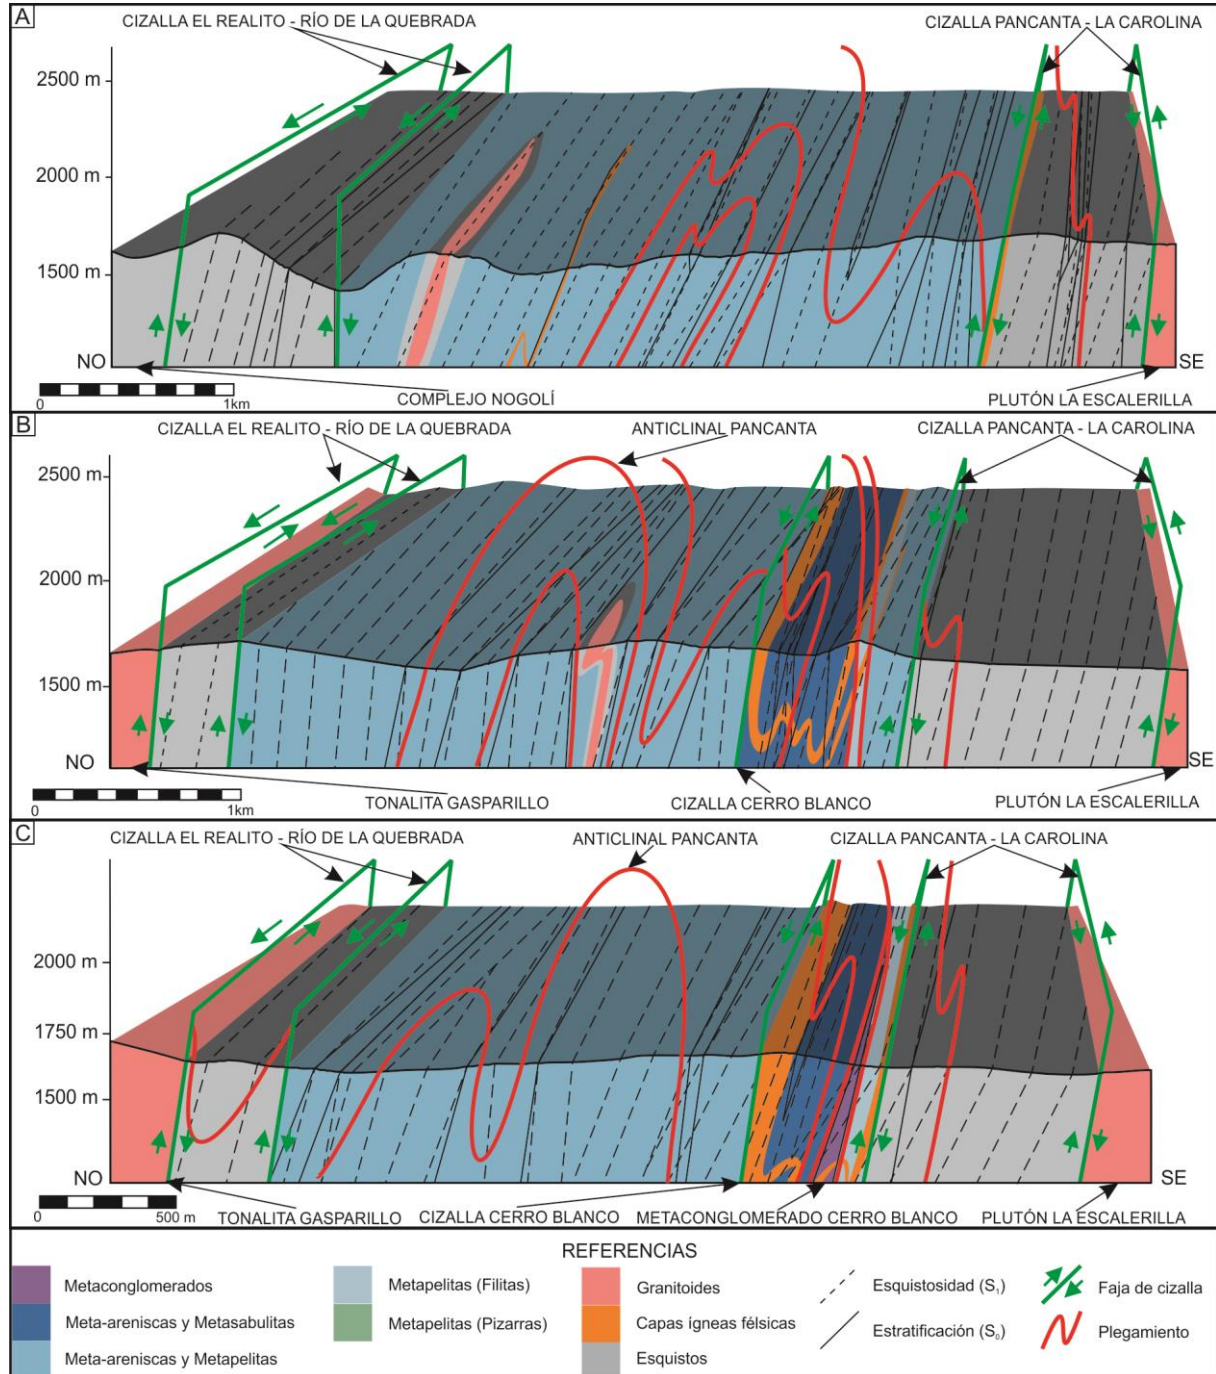 A
CIZALLA EL REALITO - RÍO DE LA QUEBRADA
CIZALLA PANCANTA - LA CAROLINA
2500 m
2000 m
1500 m
NO
SE
0
1km
COMPLEJO NOGOLÍ
PLUTÓN LA ESCALERILLA
B
CIZALLA EL REALITO - RÍO DE LA QUEBRADA
ANTICLINAL PANCANTA
CIZALLA PANCANTA - LA CAROLINA
2500 m
2000 m
1500 m
NO
SE
0
1km
TONALITA GASPARILLO
CIZALLA CERRO BLANCO
PLUTÓN LA ESCALERILLA
C
CIZALLA EL REALITO - RÍO DE LA QUEBRADA
ANTICLINAL PANCANTA
CIZALLA PANCANTA - LA CAROLINA
2000 m
1750 m
1500 m
NO
SE
0
500 m
TONALITA GASPARILLO
CIZALLA CERRO BLANCO
METACONGLOMERADO CERRO BLANCO
PLUTÓN LA ESCALERILLA
REFERENCIAS
Metaconglomerados
Meta-areniscas y Metasabulitas
Meta-areniscas y Metapelitas
Metapelitas (Filitas)
Metapelitas (Pizarras)
Granitoides
Capas ígneas félsicas
Esquistos
Esquistosidad (S₁)
Estratificación (S₀)
Faja de cizalla
Plegamiento